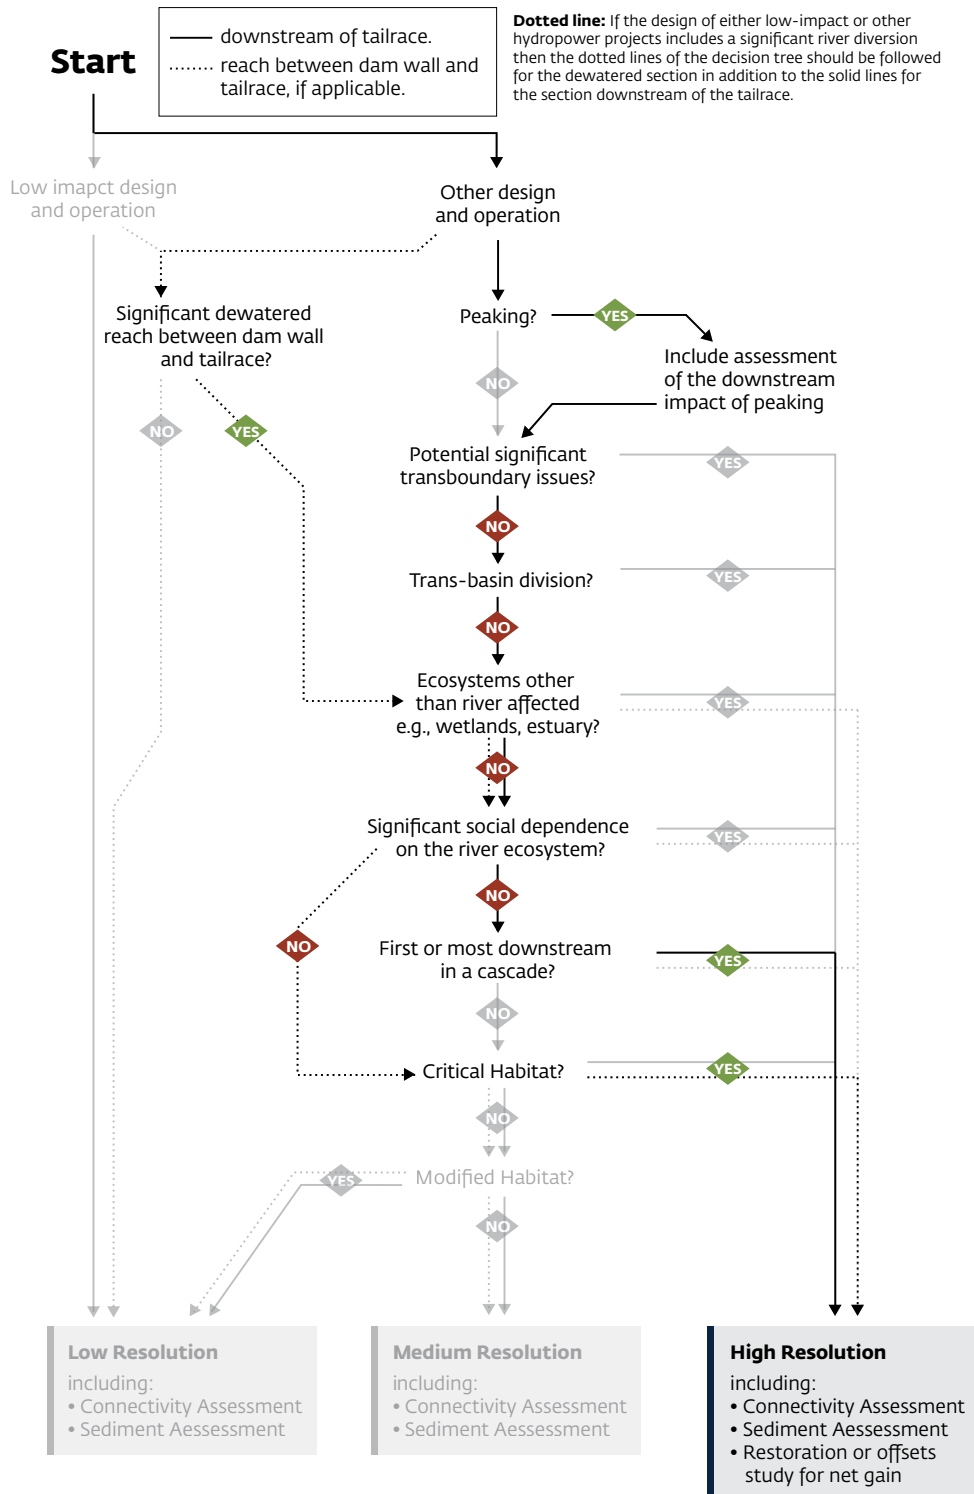 Start
downstream of tailrace.
reach between dam wall and
tailrace, if applicable.
Dotted line: If the design of either low-impact or other
hydropower projects includes a significant river diversion
then the dotted lines of the decision tree should be followed
for the dewatered section in addition to the solid lines for
the section downstream of the tailrace.
Low imapct design
and operation
Other design
and operation
Significant dewatered
reach between dam wall
and tailrace?
Peaking?
YES
Include assessment
of the downstream
impact of peaking
NO
NO
YES
Potential significant
transboundary issues?
YES
NO
Trans-basin division?
YES
NO
Ecosystems other
than river affected
e.g., wetlands, estuary?
YES
NO
Significant social dependence
on the river ecosystem?
YES
NO
NO
First or most downstream
in a cascade?
YES
NO
Critical Habitat?
YES
NO
Modified Habitat?
YES
NO
Low Resolution
including:
• Connectivity Assessment
• Sediment Aessessment
Medium Resolution
including:
• Connectivity Assessment
• Sediment Aessessment
High Resolution
including:
• Connectivity Assessment
• Sediment Aessessment
• Restoration or offsets
study for net gain